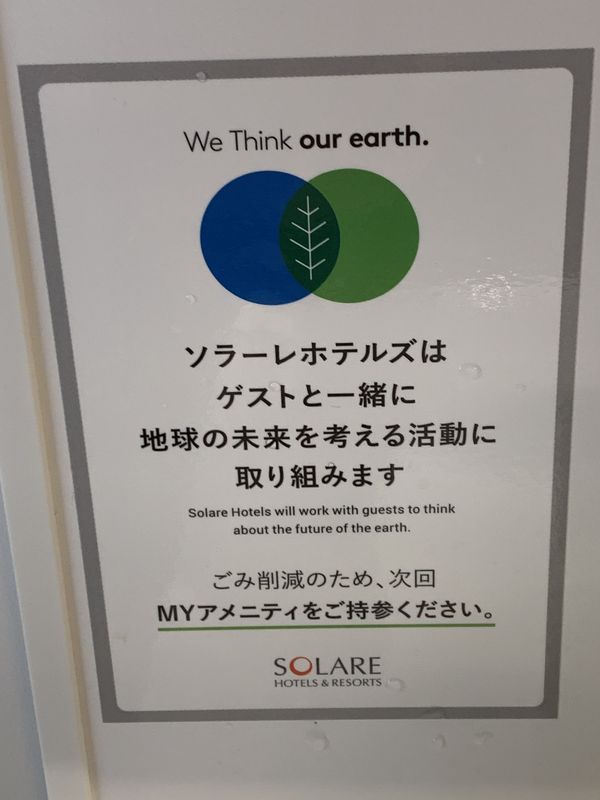 We Think our earth.
ソラーレホテルズは
ゲストと一緒に
地球の未来を考える活動に
取り組みます
Solare Hotels will work with guests to think
about the future of the earth.
ごみ削減のため、次回
MYアメニティをご持参ください。
SOLARE
HOTELS & RESORTS